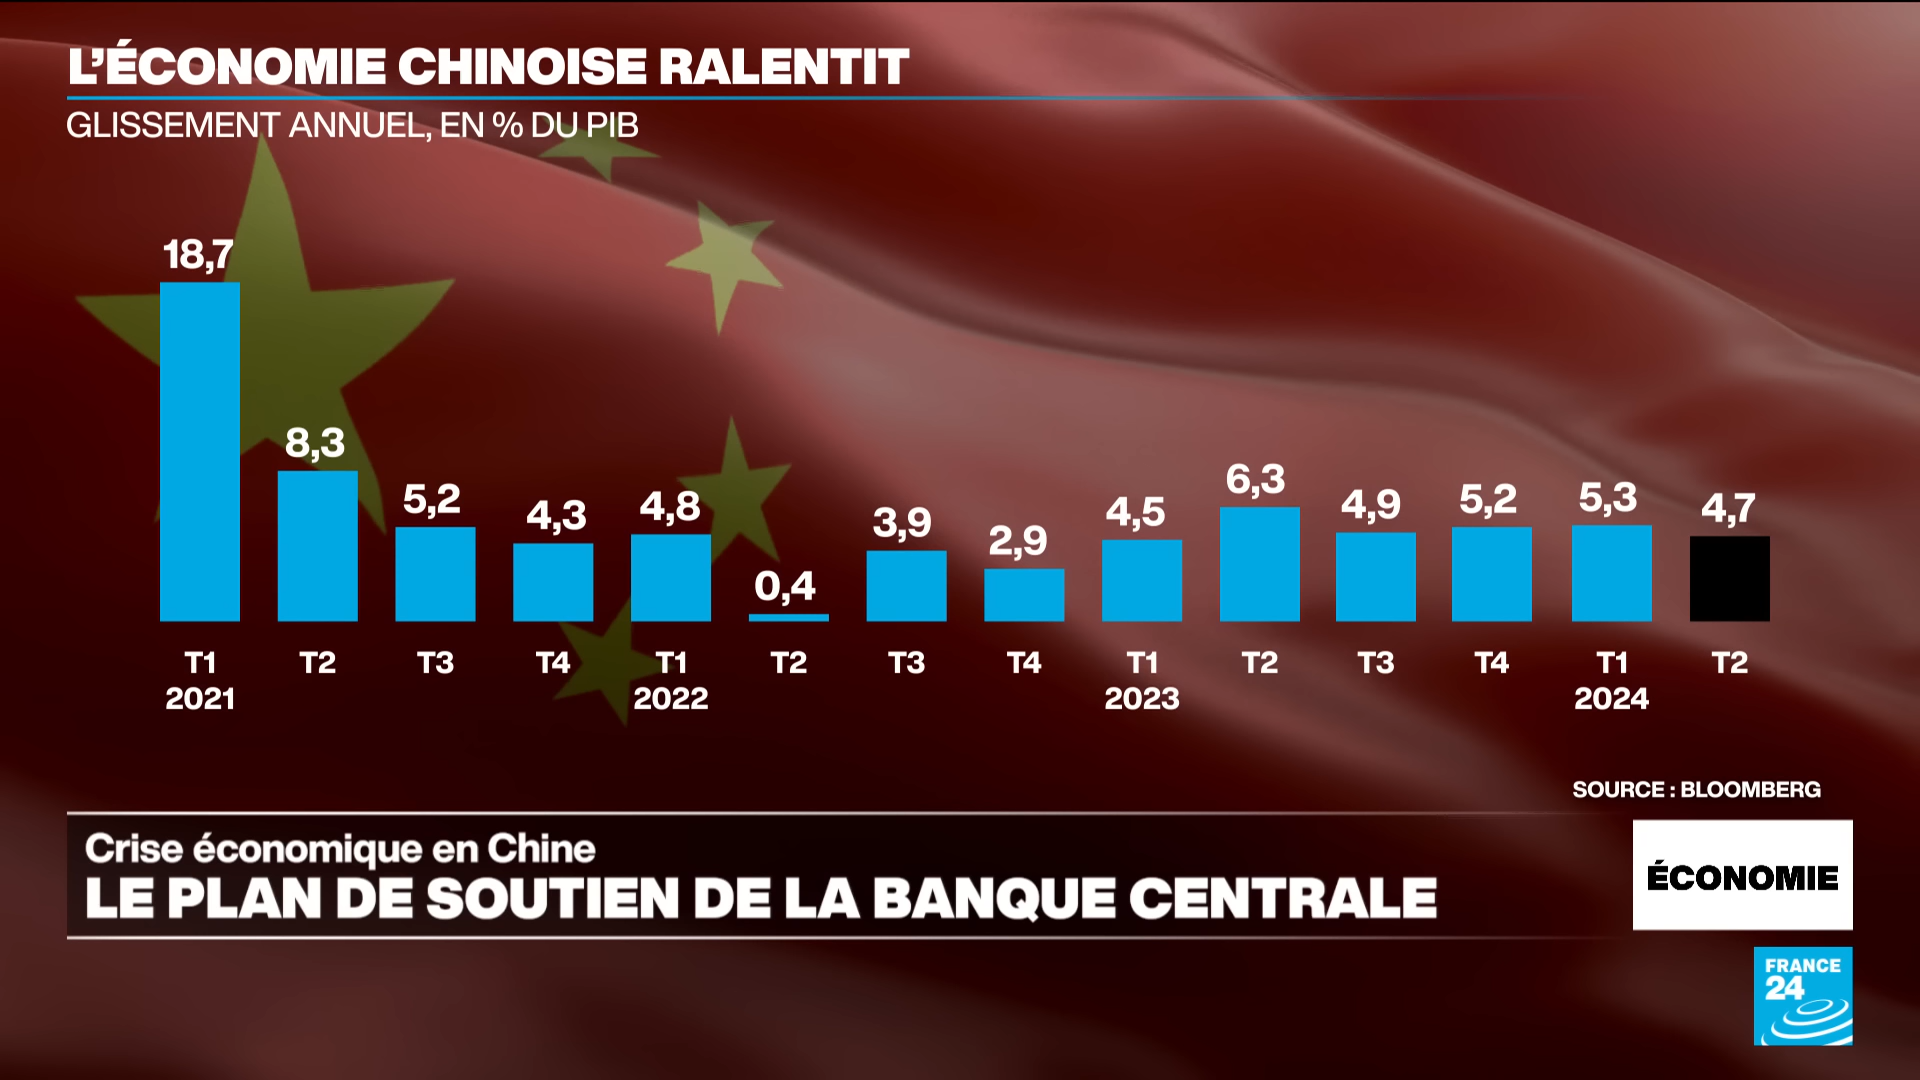 L'ÉCONOMIE CHINOISE RALENTIT
GLISSEMENT ANNUEL, EN % DU PIB
18,7
8,3
5,2
4,3
4,8
0,4
3,9
2,9
4,5
6,3
4,9
5,2
5,3
4,7
T1 T2 T3 T4 T1 T2 T3 T4 T1 T2 T3 T4 T1 T2
2021 2022 2023 2024
SOURCE : BLOOMBERG
Crise économique en Chine
LE PLAN DE SOUTIEN DE LA BANQUE CENTRALE
ÉCONOMIE
FRANCE
24